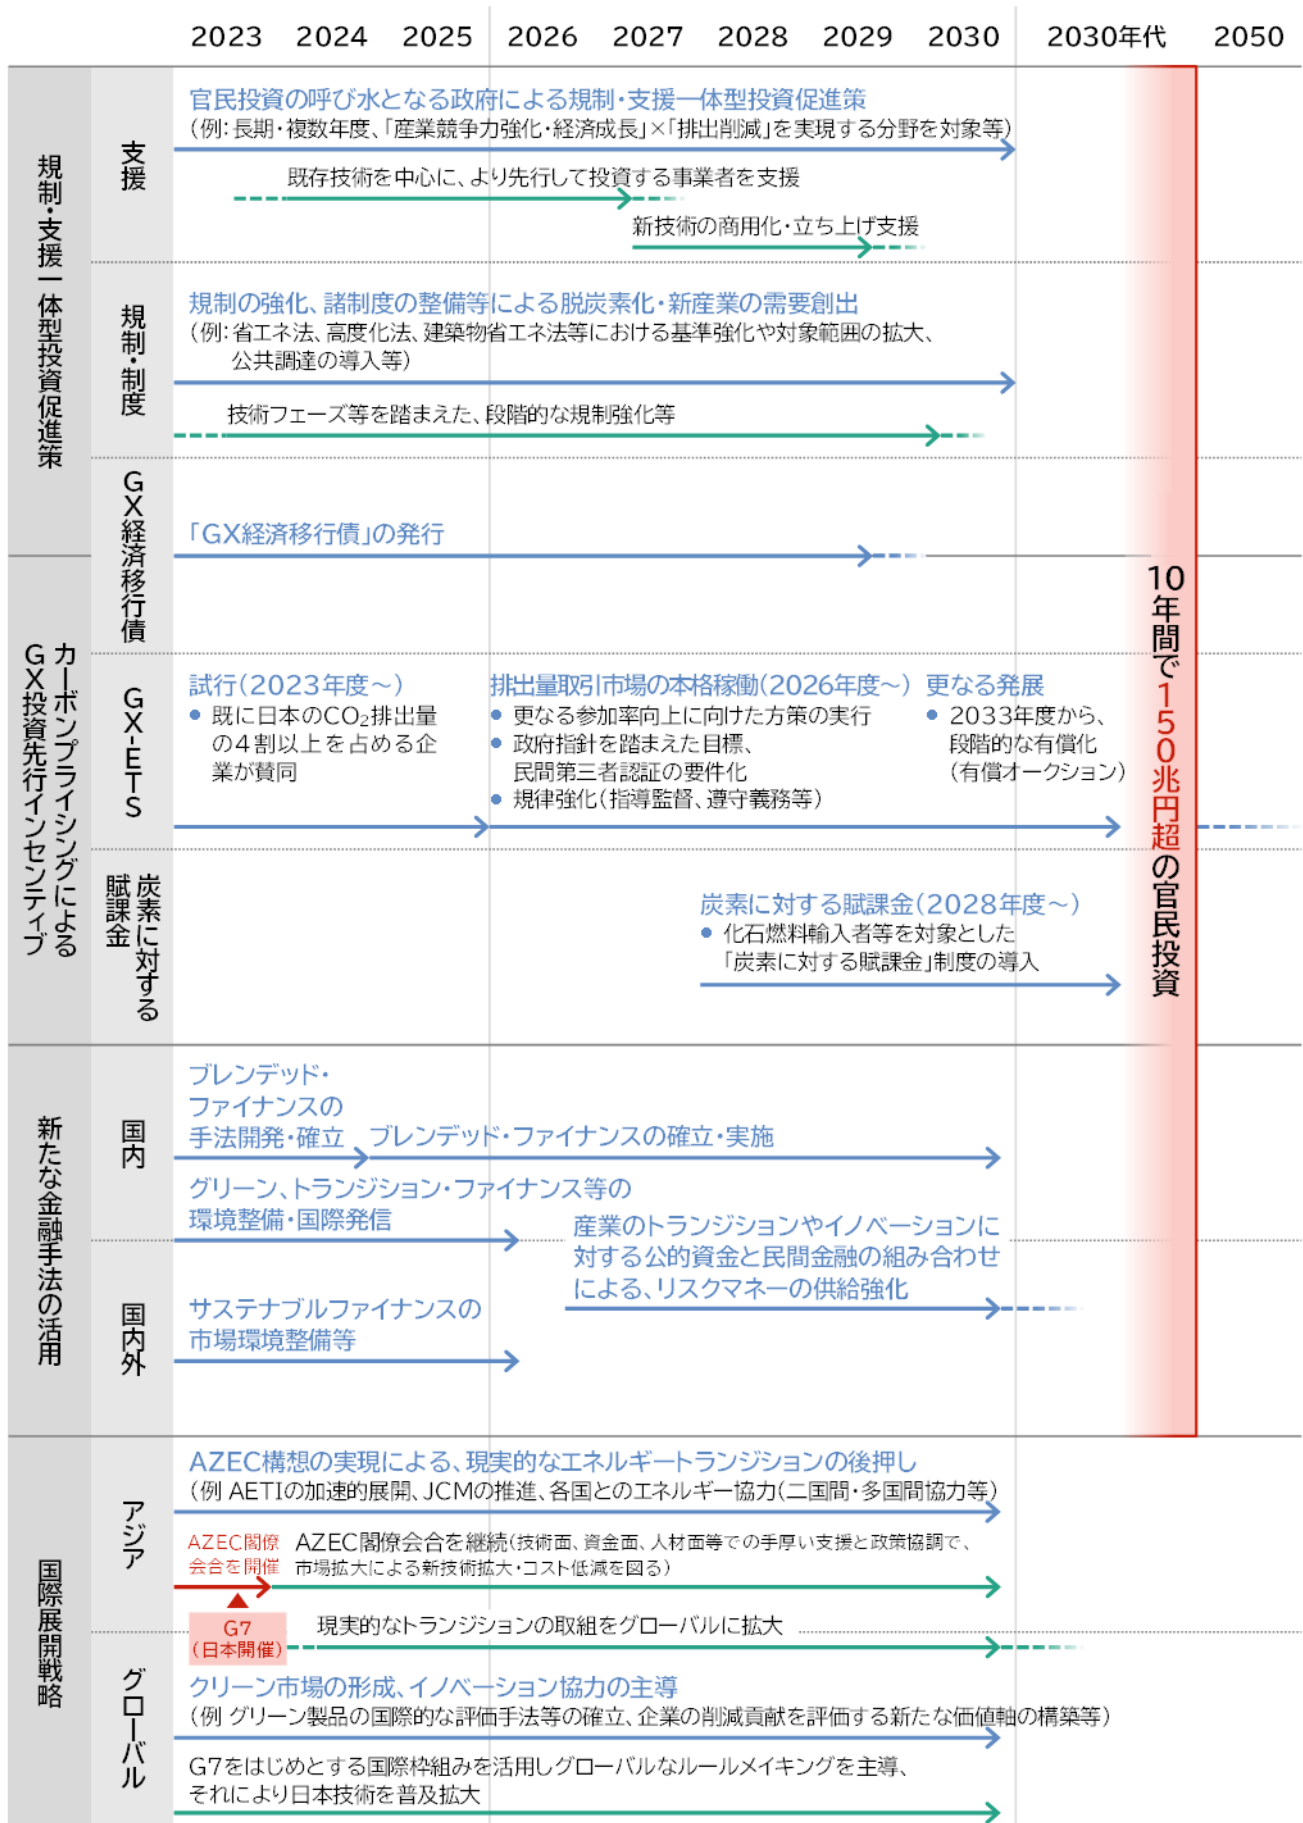 2023 2024 2025 2026 2027 2028 2029 2030 2030年代 2050
規制・支援一体型投資促進策
支援
官民投資の呼び水となる政府による規制・支援一体型投資促進策
(例:長期・複数年度、「産業競争力強化・経済成長」×「排出削減」を実現する分野を対象等)
既存技術を中心に、より先行して投資する事業者を支援
新技術の商用化・立ち上げ支援
規制・制度
規制の強化、諸制度の整備等による脱炭素化・新産業の需要創出
(例:省エネ法、高度化法、建築物省エネ法等における基準強化や対象範囲の拡大、
公共調達の導入等)
技術フェーズ等を踏まえた、段階的な規制強化等
GX経済移行債
「GX経済移行債」の発行
カーボンプライシングによる
GX投資先行インセンティブ
GX-ETS
試行(2023年度~)
● 既に日本のCO₂排出量
の4割以上を占める企
業が賛同
排出量取引市場の本格稼働(2026年度~)
● 更なる参加率向上に向けた方策の実行
● 政府指針を踏まえた目標、
民間第三者認証の要件化
● 規律強化(指導監督、遵守義務等)
更なる発展
● 2033年度から、
段階的な有償化
(有償オークション)
炭素に対する
賦課金
炭素に対する賦課金(2028年度~)
● 化石燃料輸入者等を対象とした
「炭素に対する賦課金」制度の導入
10年間で150兆円超の官民投資
新たな金融手法の活用
国内
ブレンデッド・
ファイナンスの
手法開発・確立
ブレンデッド・ファイナンスの確立・実施
グリーン、トランジション・ファイナンス等の
環境整備・国際発信
産業のトランジションやイノベーションに
対する公的資金と民間金融の組み合わせ
による、リスクマネーの供給強化
国内外
サステナブルファイナンスの
市場環境整備等
国際展開戦略
アジア
AZEC構想の実現による、現実的なエネルギートランジションの後押し
(例 AETIの加速的展開、JCMの推進、各国とのエネルギー協力(二国間・多国間協力等)
AZEC閣僚
会合を開催
AZEC閣僚会合を継続(技術面、資金面、人材面等での手厚い支援と政策協調で、
市場拡大による新技術拡大・コスト低減を図る)
G7
(日本開催)
現実的なトランジションの取組をグローバルに拡大
グローバル
クリーン市場の形成、イノベーション協力の主導
(例 グリーン製品の国際的な評価手法等の確立、企業の削減貢献を評価する新たな価値軸の構築等)
G7をはじめとする国際枠組みを活用しグローバルなルールメイキングを主導、
それにより日本技術を普及拡大